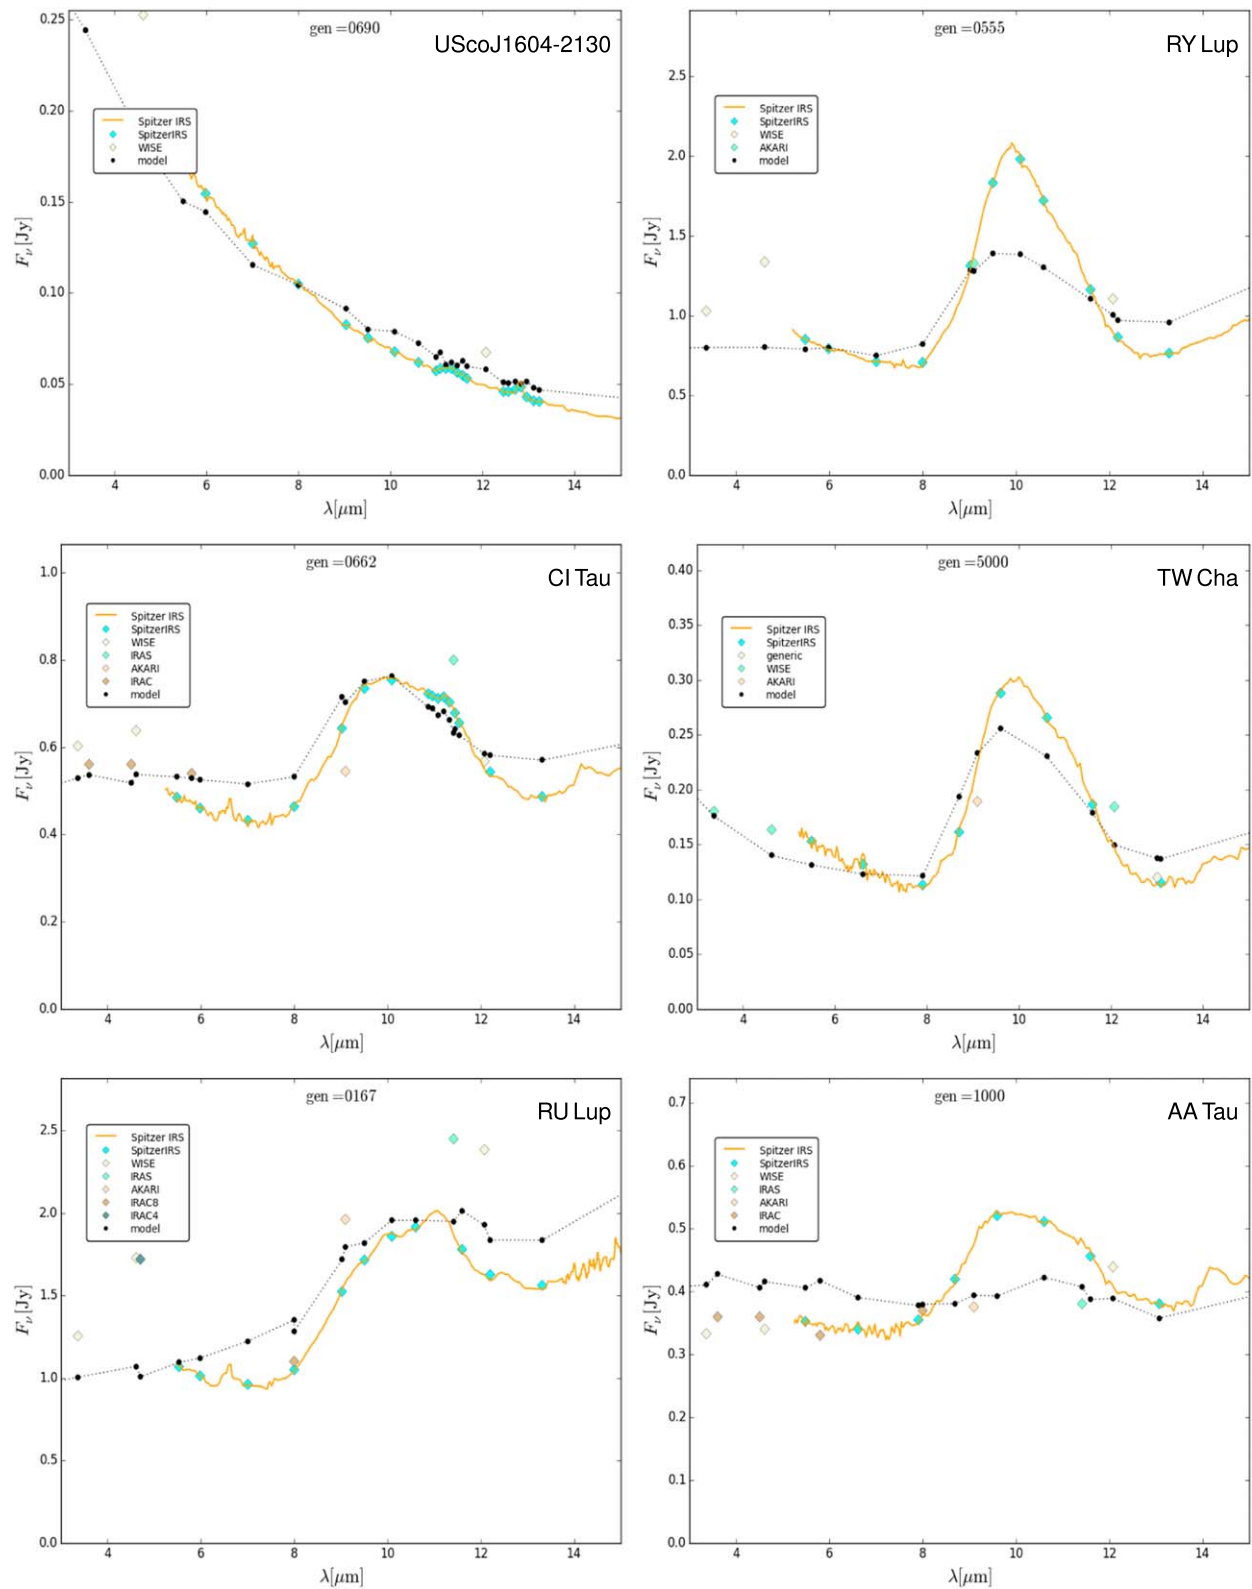 gen =0690
UScoJ1604-2130
Spitzer IRS
SpitzerIRS
WISE
model
0.25
0.20
0.15
0.10
0.05
0.00
Fν [Jy]
4 6 8 10 12 14
λ[μm]
gen =0555
RY Lup
Spitzer IRS
SpitzerIRS
WISE
AKARI
model
2.5
2.0
1.5
1.0
0.5
0.0
Fν [Jy]
4 6 8 10 12 14
λ[μm]
gen =0662
CI Tau
Spitzer IRS
SpitzerIRS
WISE
IRAS
AKARI
IRAC
model
1.0
0.8
0.6
0.4
0.2
0.0
Fν [Jy]
4 6 8 10 12 14
λ[μm]
gen =5000
TW Cha
Spitzer IRS
SpitzerIRS
generic
WISE
AKARI
model
0.40
0.35
0.30
0.25
0.20
0.15
0.10
0.05
0.00
Fν [Jy]
4 6 8 10 12 14
λ[μm]
gen =0167
RU Lup
Spitzer IRS
SpitzerIRS
WISE
IRAS
AKARI
IRAC8
IRAC4
model
2.5
2.0
1.5
1.0
0.5
0.0
Fν [Jy]
4 6 8 10 12 14
λ[μm]
gen =1000
AA Tau
Spitzer IRS
SpitzerIRS
WISE
IRAS
AKARI
IRAC
model
0.7
0.6
0.5
0.4
0.3
0.2
0.1
0.0
Fν [Jy]
4 6 8 10 12 14
λ[μm]